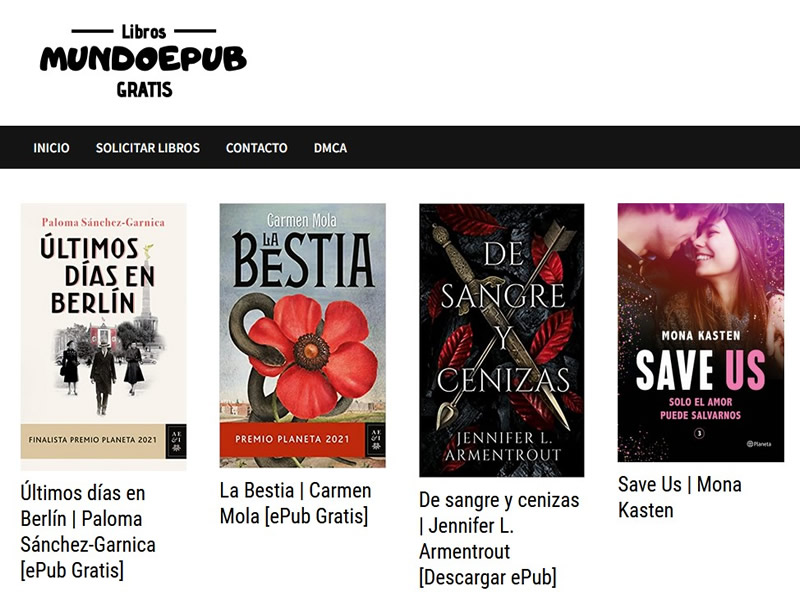 Libros
MUNDOEPUB
GRATIS
INICIO SOLICITAR LIBROS CONTACTO DMCA
Paloma Sánchez-Garnica
ÚLTIMOS
DÍAS EN
BERLÍN
FINALISTA PREMIO PLANETA 2021
AE
&I
Últimos días en
Berlín | Paloma
Sánchez-Garnica
[ePub Gratis]
Carmen Mola
LA
BESTIA
PREMIO PLANETA 2021
AE
&I
La Bestia | Carmen
Mola [ePub Gratis]
DE
SANGRE
Y
CENIZAS
JENNIFER L.
ARMENTROUT
De sangre y cenizas
| Jennifer L.
Armentrout
[Descargar ePub]
MONA KASTEN
SAVE US
SOLO EL AMOR
PUEDE SALVARNOS
3
Planeta
Save Us | Mona
Kasten